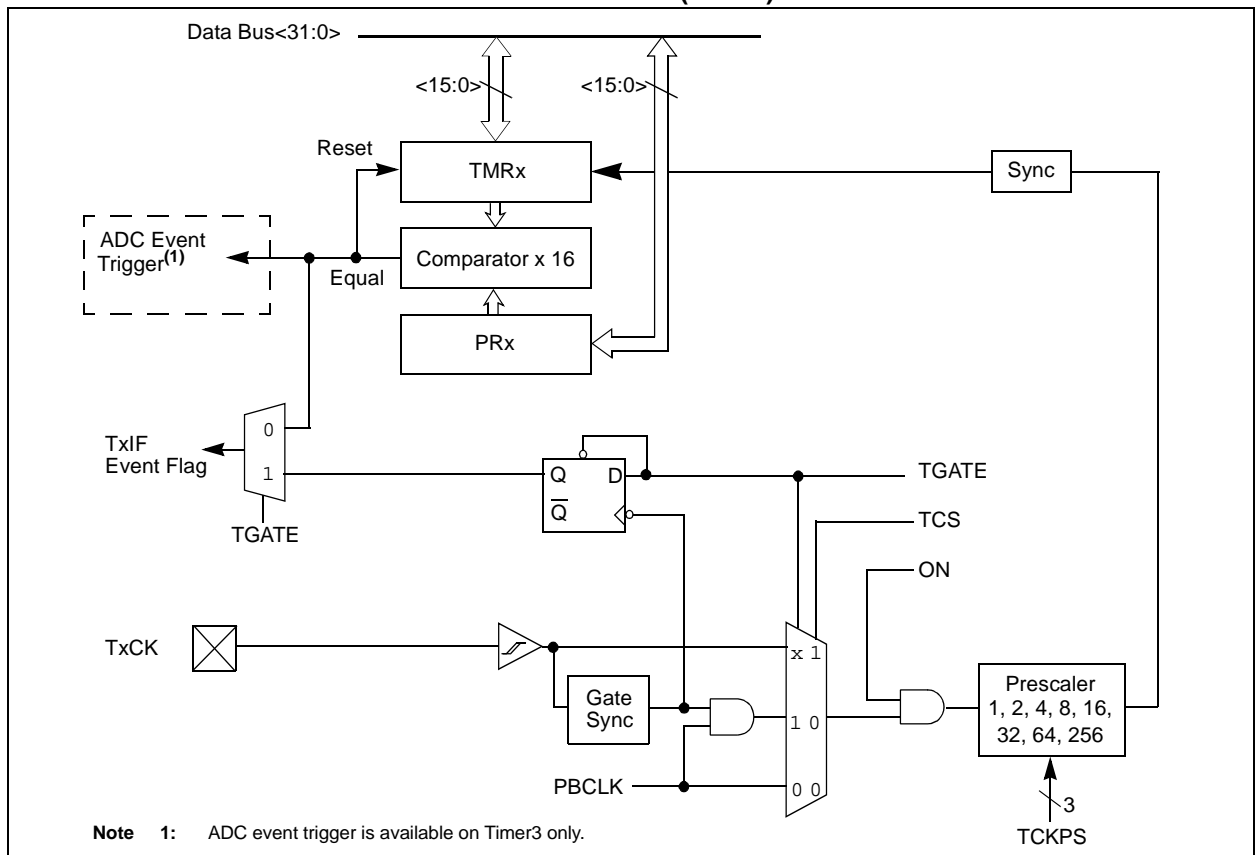 Data Bus<31:0>
<15:0>
<15:0>
Reset
TMRx
Sync
ADC Event
Trigger(1)
Equal
Comparator x 16
PRx
0
1
TxIF
Event Flag
TGATE
Q
D
Q
TGATE
TCS
ON
TxCK
x 1
Gate
Sync
1 0
Prescaler
1, 2, 4, 8, 16,
32, 64, 256
PBCLK
0 0
3
TCKPS
Note 1: ADC event trigger is available on Timer3 only.